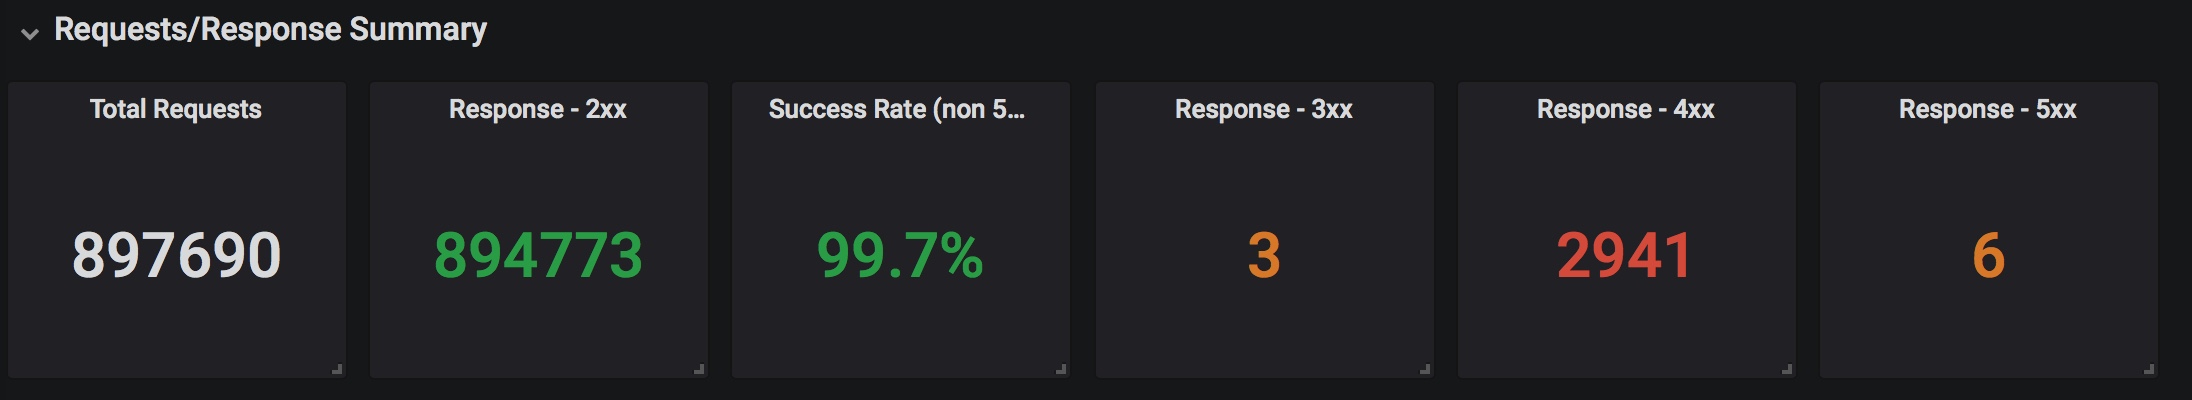 Requests/Response Summary
Total Requests
897690
Response - 2xx
894773
Success Rate (non 5...
99.7%
Response - 3xx
3
Response - 4xx
2941
Response - 5xx
6